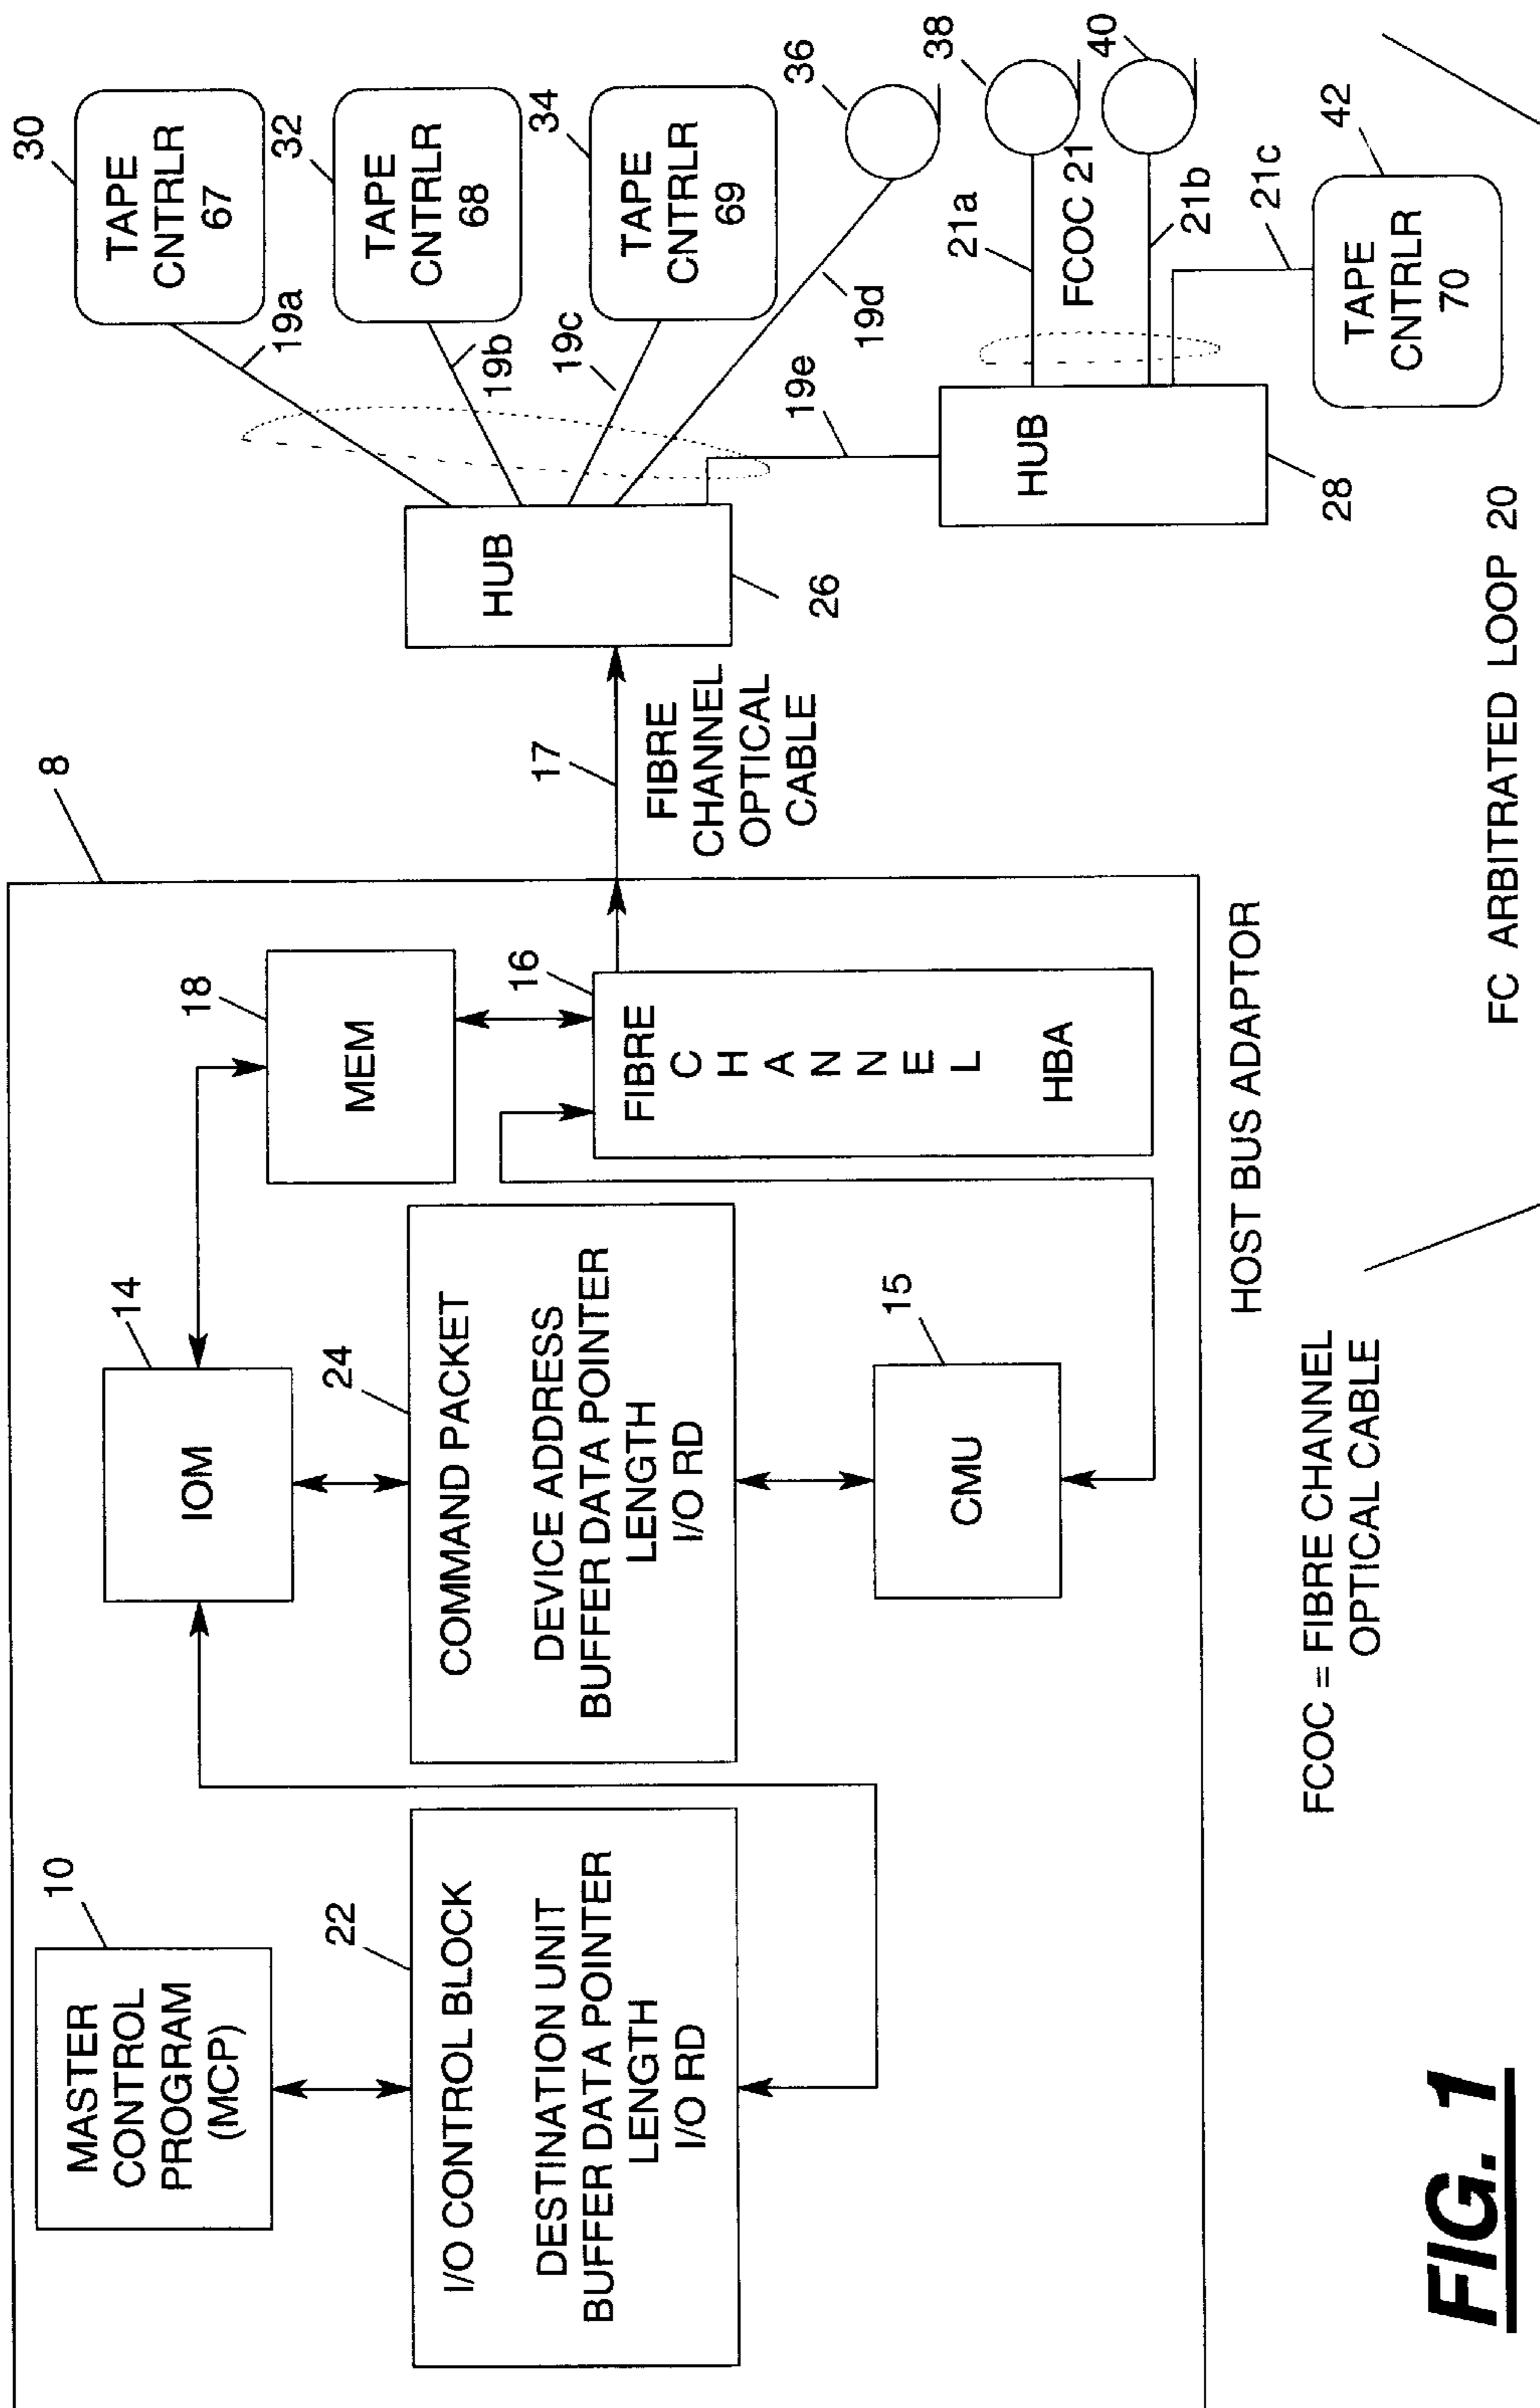 8
10
MASTER
CONTROL
PROGRAM
(MCP)
22
I/O CONTROL BLOCK
DESTINATION UNIT
BUFFER DATA POINTER
LENGTH
I/O RD
14
IOM
24
COMMAND PACKET
DEVICE ADDRESS
BUFFER DATA POINTER
LENGTH
I/O RD
15
CMU
18
MEM
16
FIBRE
C
H
A
N
N
E
L
HBA
HOST BUS ADAPTOR
17
FIBRE
CHANNEL
OPTICAL
CABLE
HUB
26
19a
19b
19c
19d
19e
30
TAPE
CNTRLR
67
32
TAPE
CNTRLR
68
34
TAPE
CNTRLR
69
36
38
40
21a
FCOC 21
21b
21c
HUB
28
42
TAPE
CNTRLR
70
FCOC = FIBRE CHANNEL
OPTICAL CABLE
FC ARBITRATED LOOP 20
FIG. 1